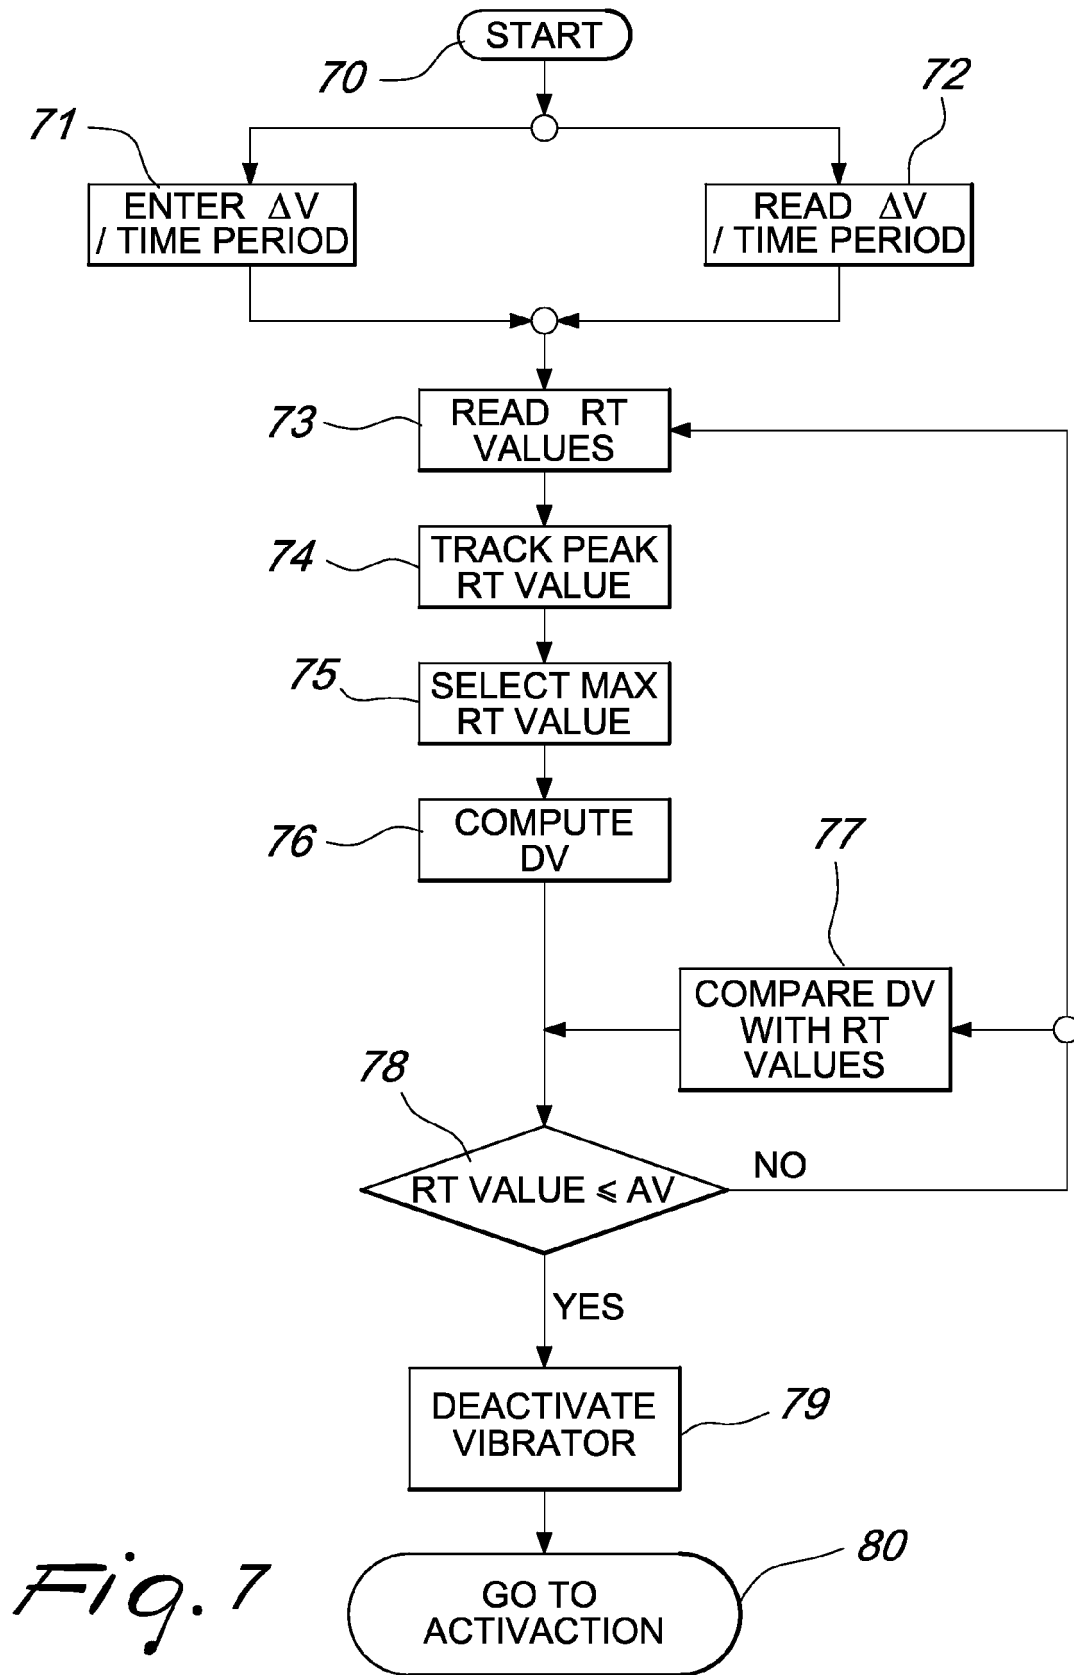 START
70
72
71
ENTER ΔV
/ TIME PERIOD
READ ΔV
/ TIME PERIOD
73
READ RT
VALUES
74
TRACK PEAK
RT VALUE
75
SELECT MAX
RT VALUE
76
COMPUTE
DV
77
COMPARE DV
WITH RT
VALUES
78
RT VALUE ⩽ AV
NO
YES
DEACTIVATE
VIBRATOR
79
80
GO TO
ACTIVACTION
Fig. 7